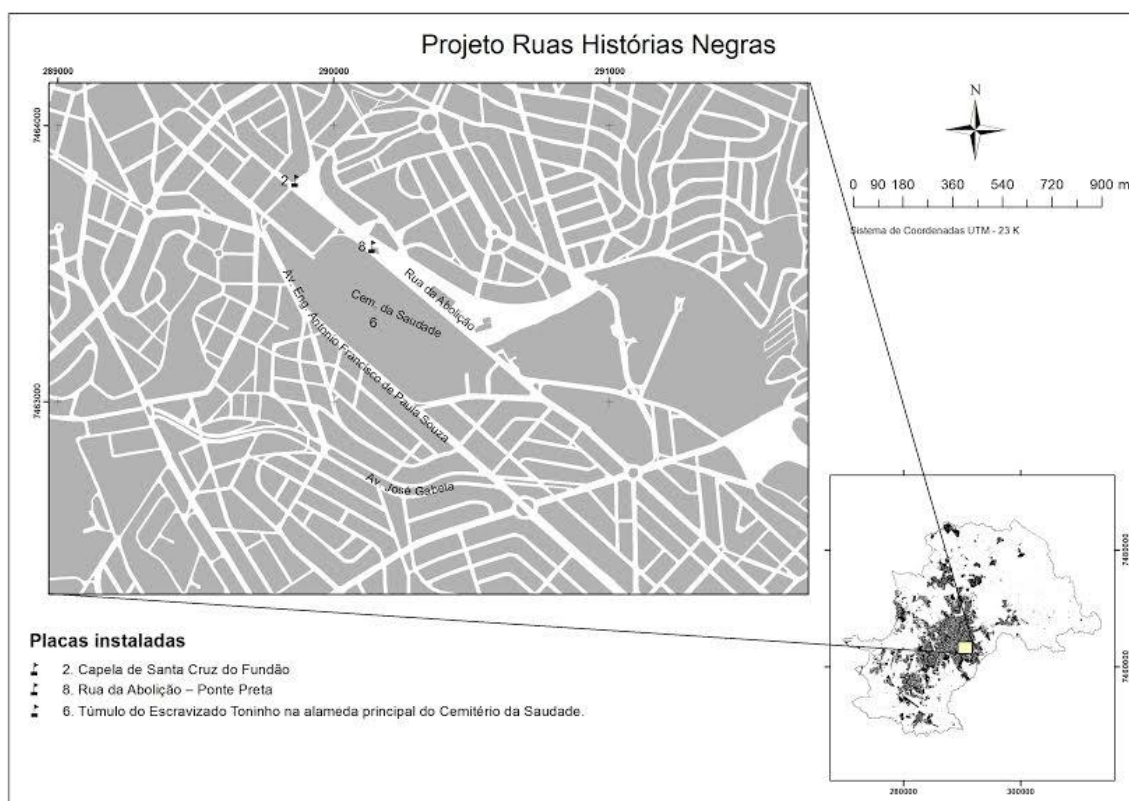 Projeto Ruas Histórias Negras
289000
290000
291000
7464000
7463000
N
0 90 180 360 540 720 900 m
Sistema de Coordenadas UTM - 23 K
2
8
Rua da Abolição
Cem. da Saudade
6
Av. Eng. Antonio Francisco de Paula Souza
Av. José Gabeta
Placas instaladas
2. Capela de Santa Cruz do Fundão
8. Rua da Abolição – Ponte Preta
6. Túmulo do Escravizado Toninho na alameda principal do Cemitério da Saudade.
7460000
280000
300000